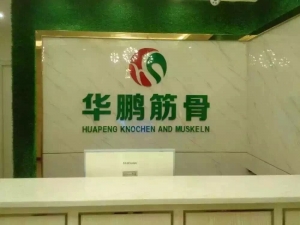 华鹏筋骨
HUAPENG KNOCHEN AND MUSKELN